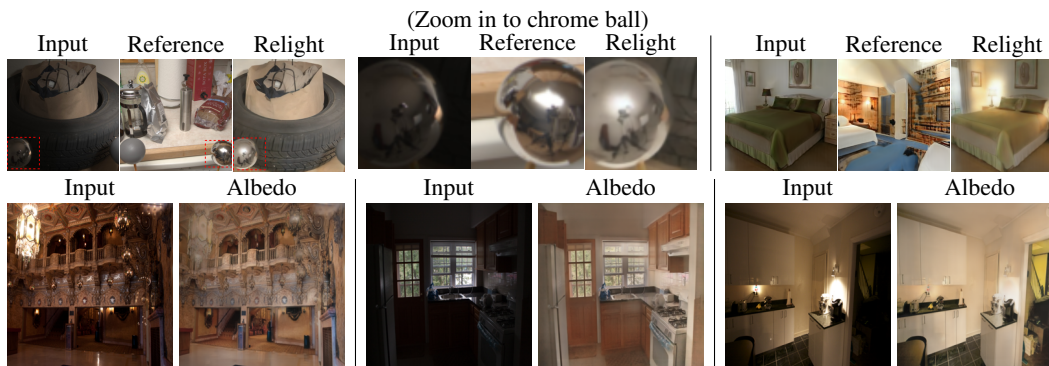 (Zoom in to chrome ball)
Input Reference Relight Input Reference Relight Input Reference Relight
Input Albedo Input Albedo Input Albedo